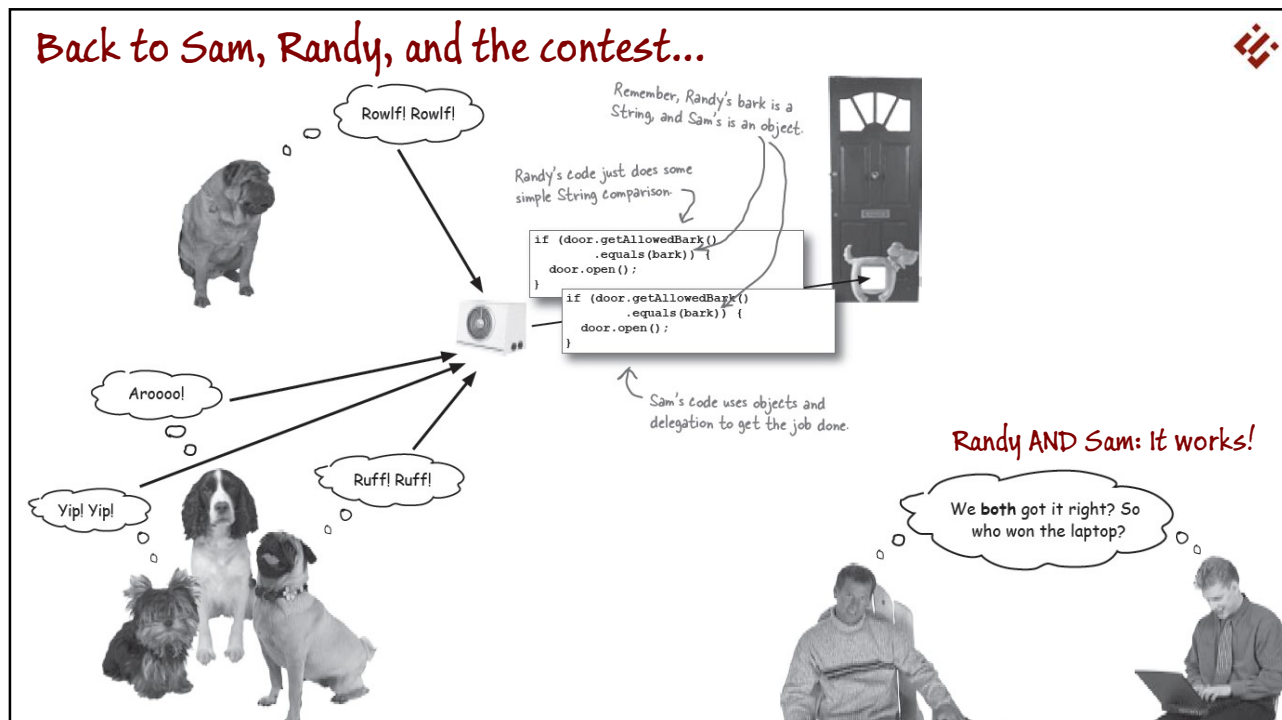 Back to Sam, Randy, and the contest...
Rowlf! Rowlf!
Remember, Randy's bark is a
String, and Sam's is an object.
Randy's code just does some
simple String comparison.
if (door.getAllowedBark()
.equals(bark)) {
door.open();
}
if (door.getAllowedBark()
.equals(bark)) {
door.open();
}
Sam's code uses objects and
delegation to get the job done.
Aroooo!
Ruff! Ruff!
Yip! Yip!
Randy AND Sam: It works!
We both got it right? So
who won the laptop?